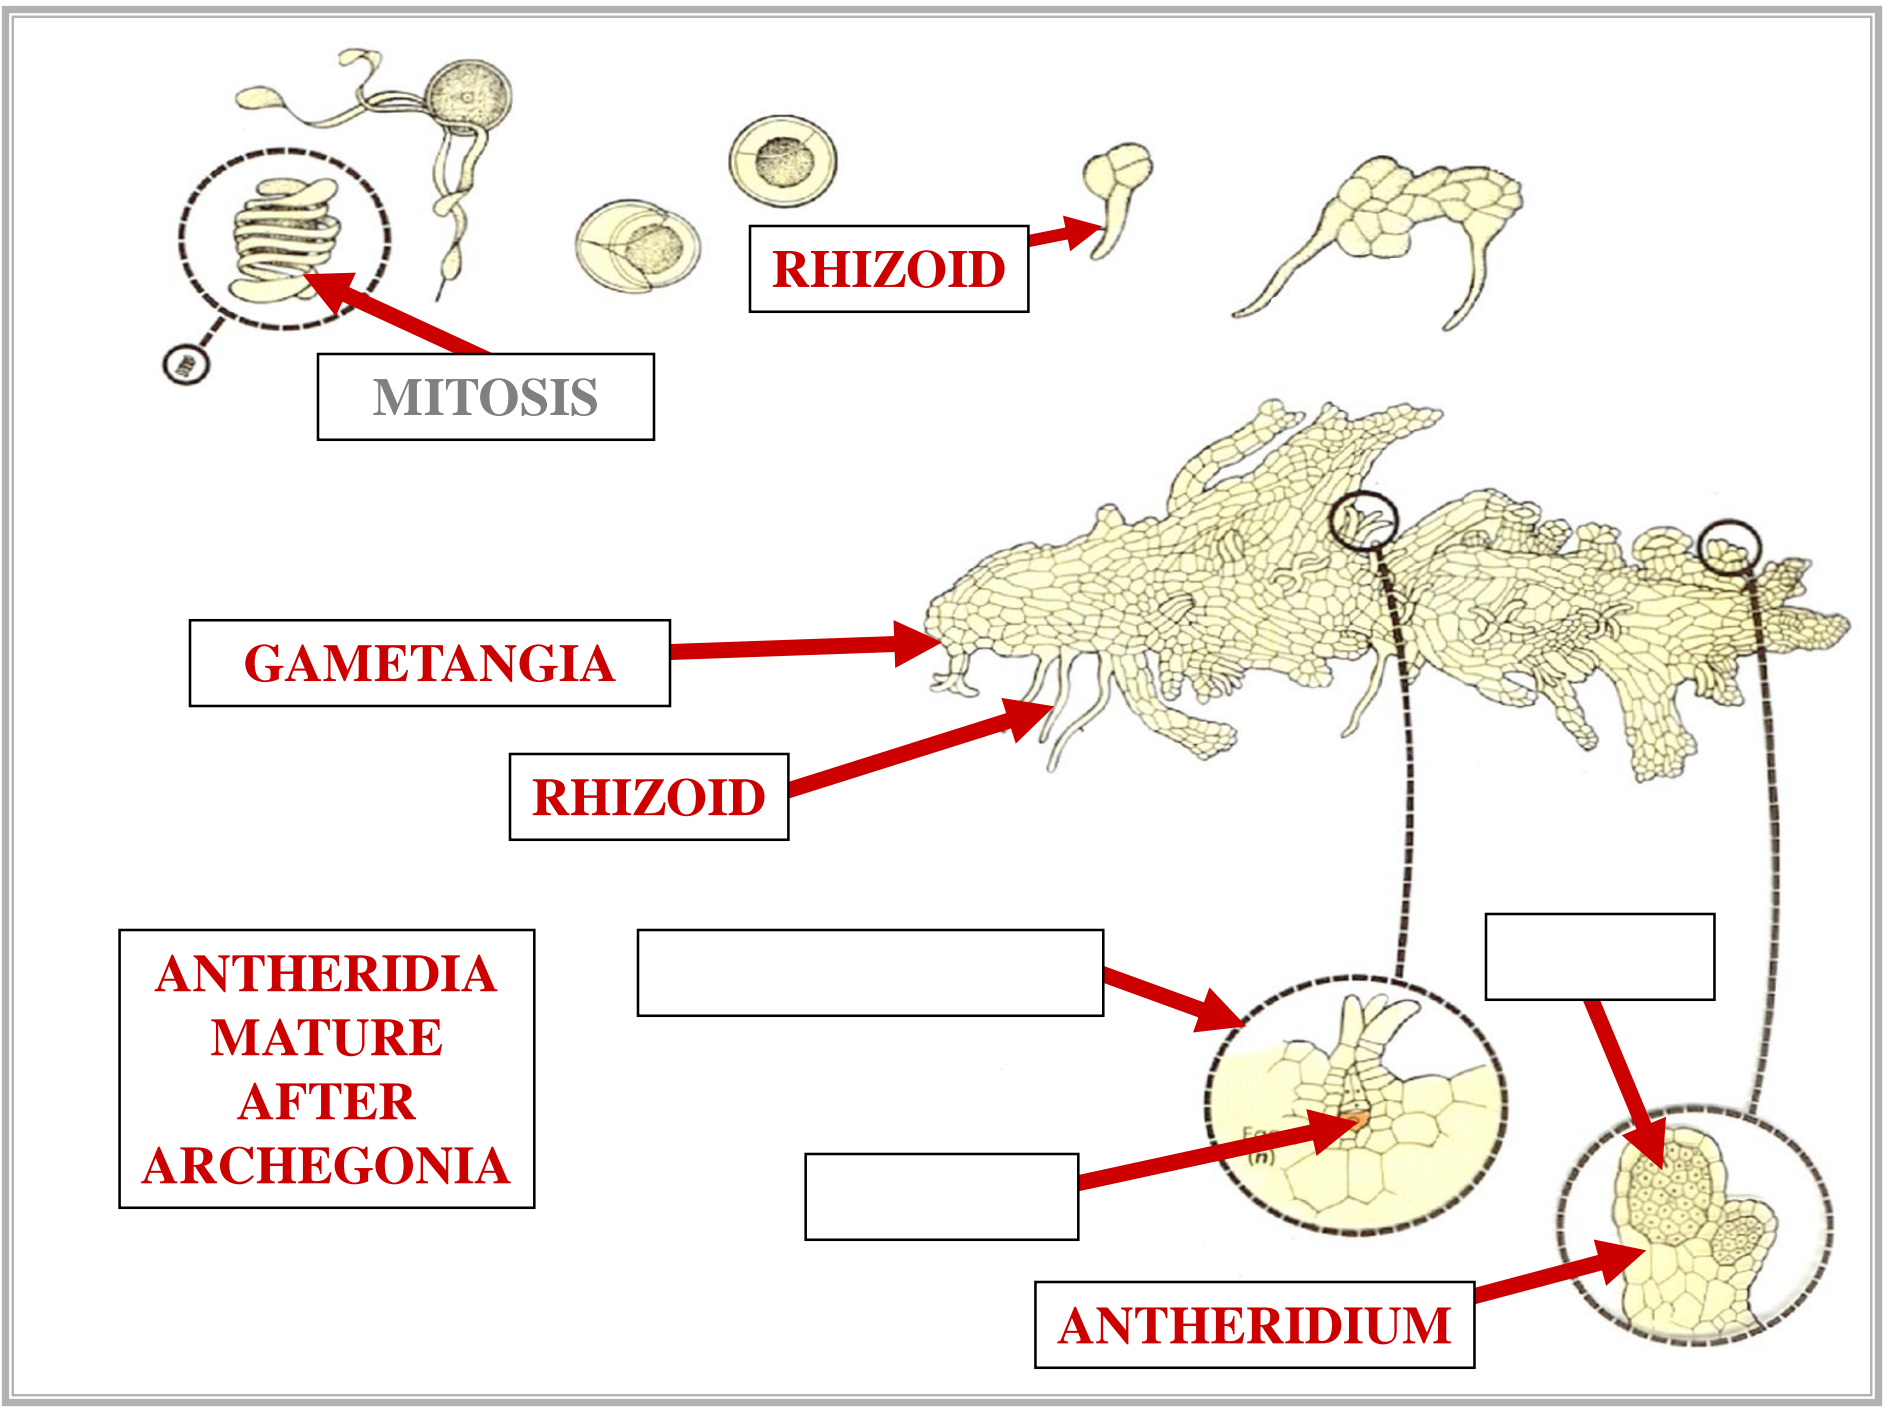 RHIZOID
MITOSIS
GAMETANGIA
RHIZOID
ANTHERIDIA
MATURE
AFTER
ARCHEGONIA
(n)
ANTHERIDIUM